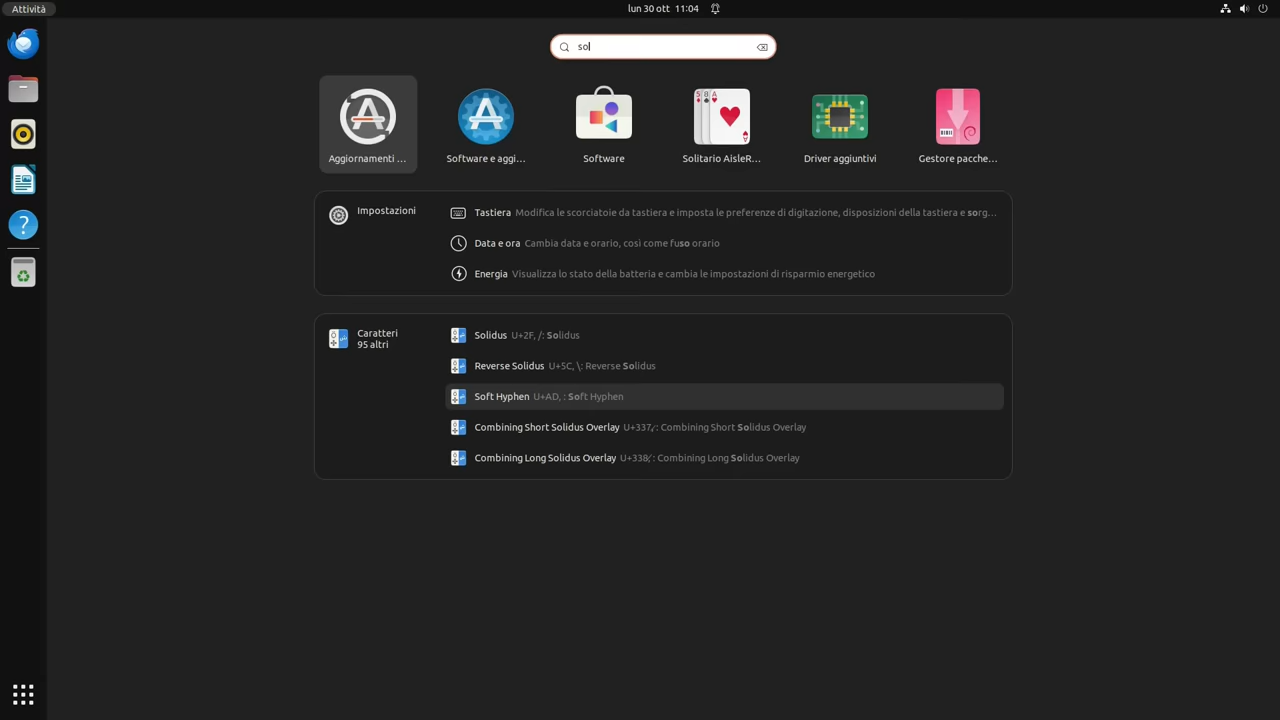 Attività
lun 30 ott 11:04
sol
Aggiornamenti ...
Software e aggi...
Software
Solitario AisleR...
Driver aggiuntivi
Gestore pacche...
Impostazioni
Tastiera Modifica le scorciatoie da tastiera e imposta le preferenze di digitazione, disposizioni della tastiera e sorg...
Data e ora Cambia data e orario, così come fuso orario
Energia Visualizza lo stato della batteria e cambia le impostazioni di risparmio energetico
Caratteri
95 altri
Solidus U+2F, /: Solidus
Reverse Solidus U+5C, \: Reverse Solidus
Soft Hyphen U+AD, : Soft Hyphen
Combining Short Solidus Overlay U+337, ̷: Combining Short Solidus Overlay
Combining Long Solidus Overlay U+338, ̸: Combining Long Solidus Overlay